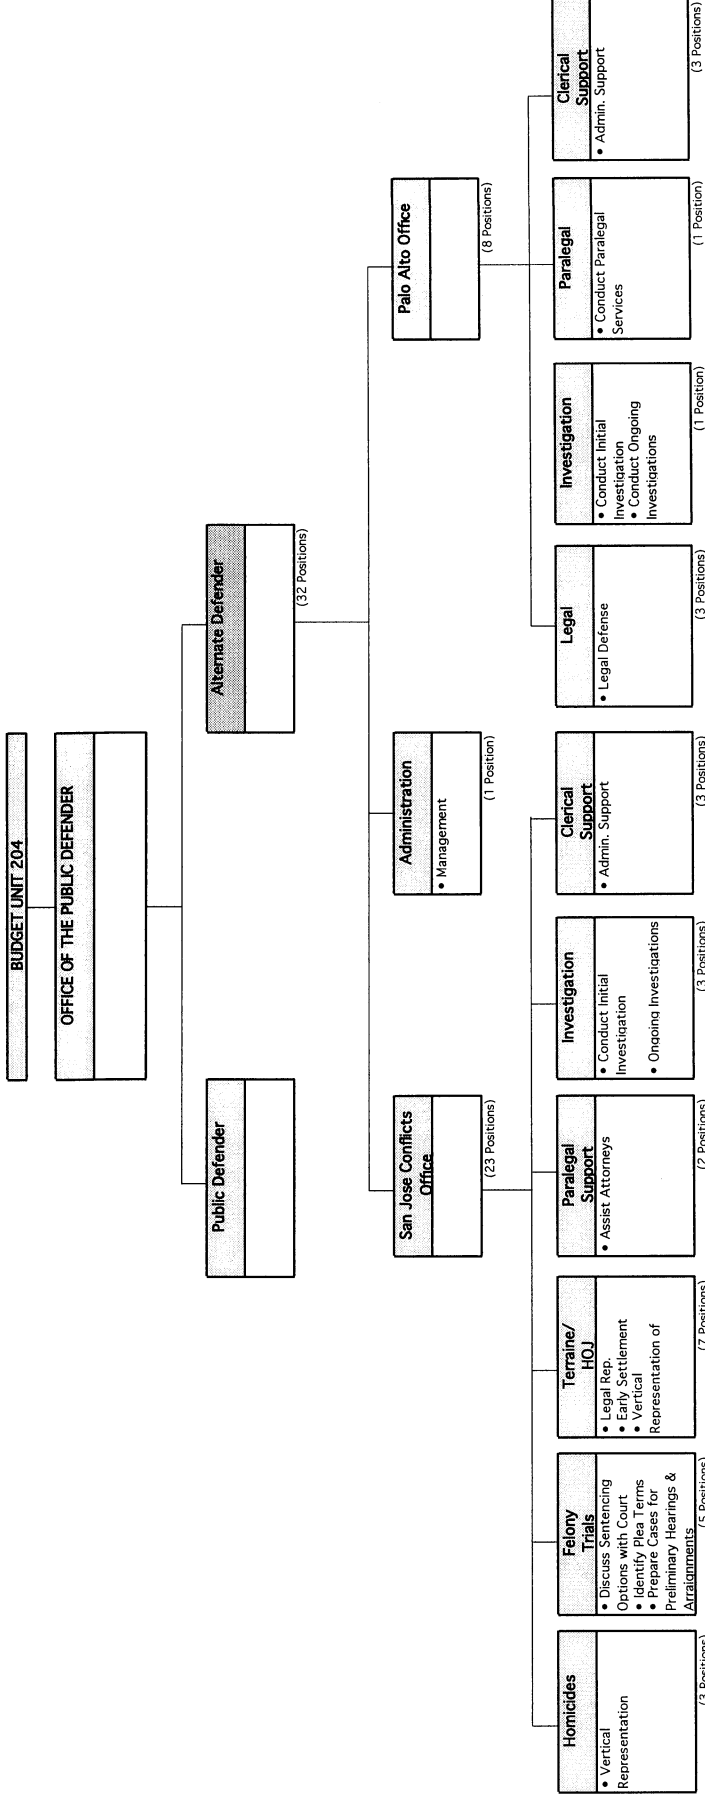 BUDGET UNIT 204
OFFICE OF THE PUBLIC DEFENDER
Public Defender
Alternate Defender
(32 Positions)
San Jose Conflicts
Office
(23 Positions)
Administration
• Management
(1 Position)
Palo Alto Office
(8 Positions)
Homicides
• Vertical
Representation
(3 Positions)
Felony
Trials
• Discuss Sentencing
Options with Court
• Identify Plea Terms
• Prepare Cases for
Preliminary Hearings &
Arraignments
(5 Positions)
Terraine/
HOJ
• Legal Rep.
• Early Settlement
• Vertical
Representation of
(7 Positions)
Paralegal
Support
• Assist Attorneys
(2 Positions)
Investigation
• Conduct Initial
Investigation
• Ongoing Investigations
(3 Positions)
Clerical
Support
• Admin. Support
(3 Positions)
Legal
• Legal Defense
(3 Positions)
Investigation
• Conduct Initial
Investigation
• Conduct Ongoing
Investigations
(1 Position)
Paralegal
• Conduct Paralegal
Services
(1 Position)
Clerical
Support
• Admin. Support
(3 Positions)